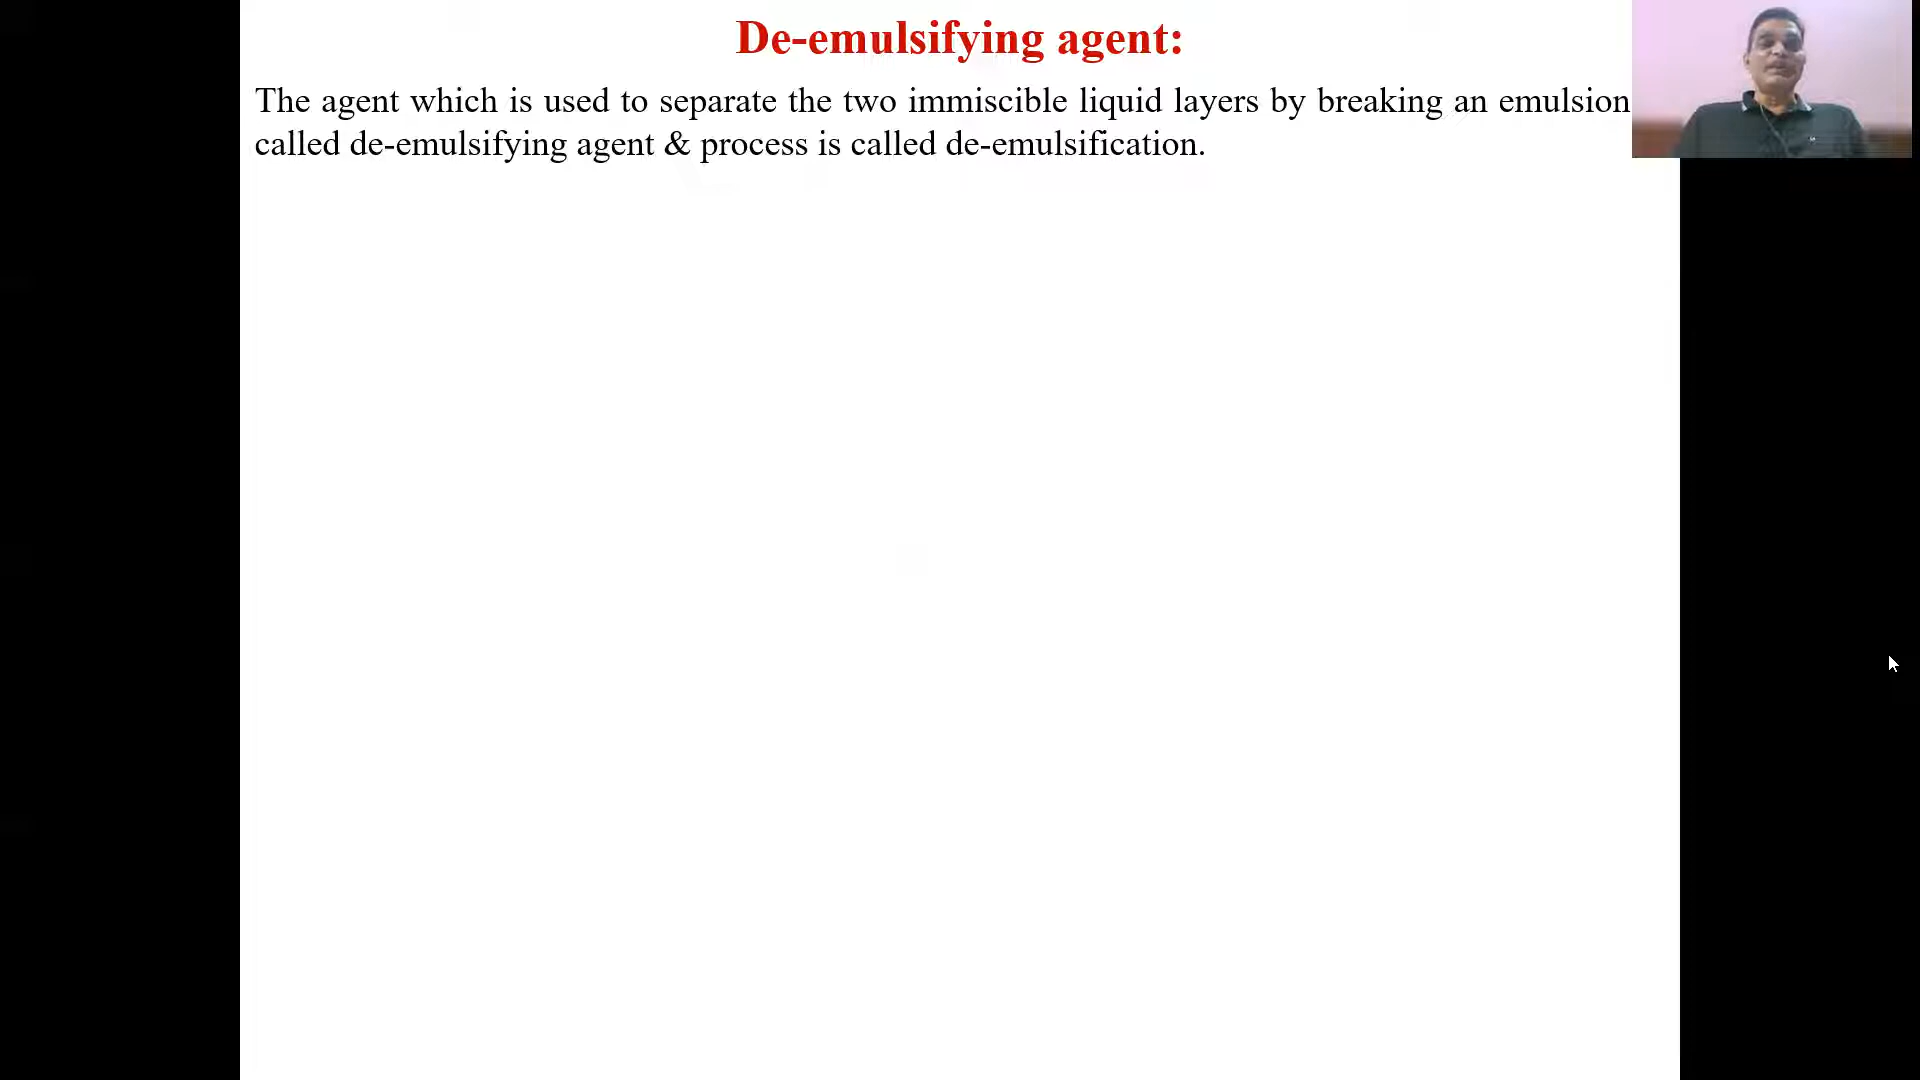 De-emulsifying agent:
The agent which is used to separate the two immiscible liquid layers by breaking an emulsion
called de-emulsifying agent & process is called de-emulsification.